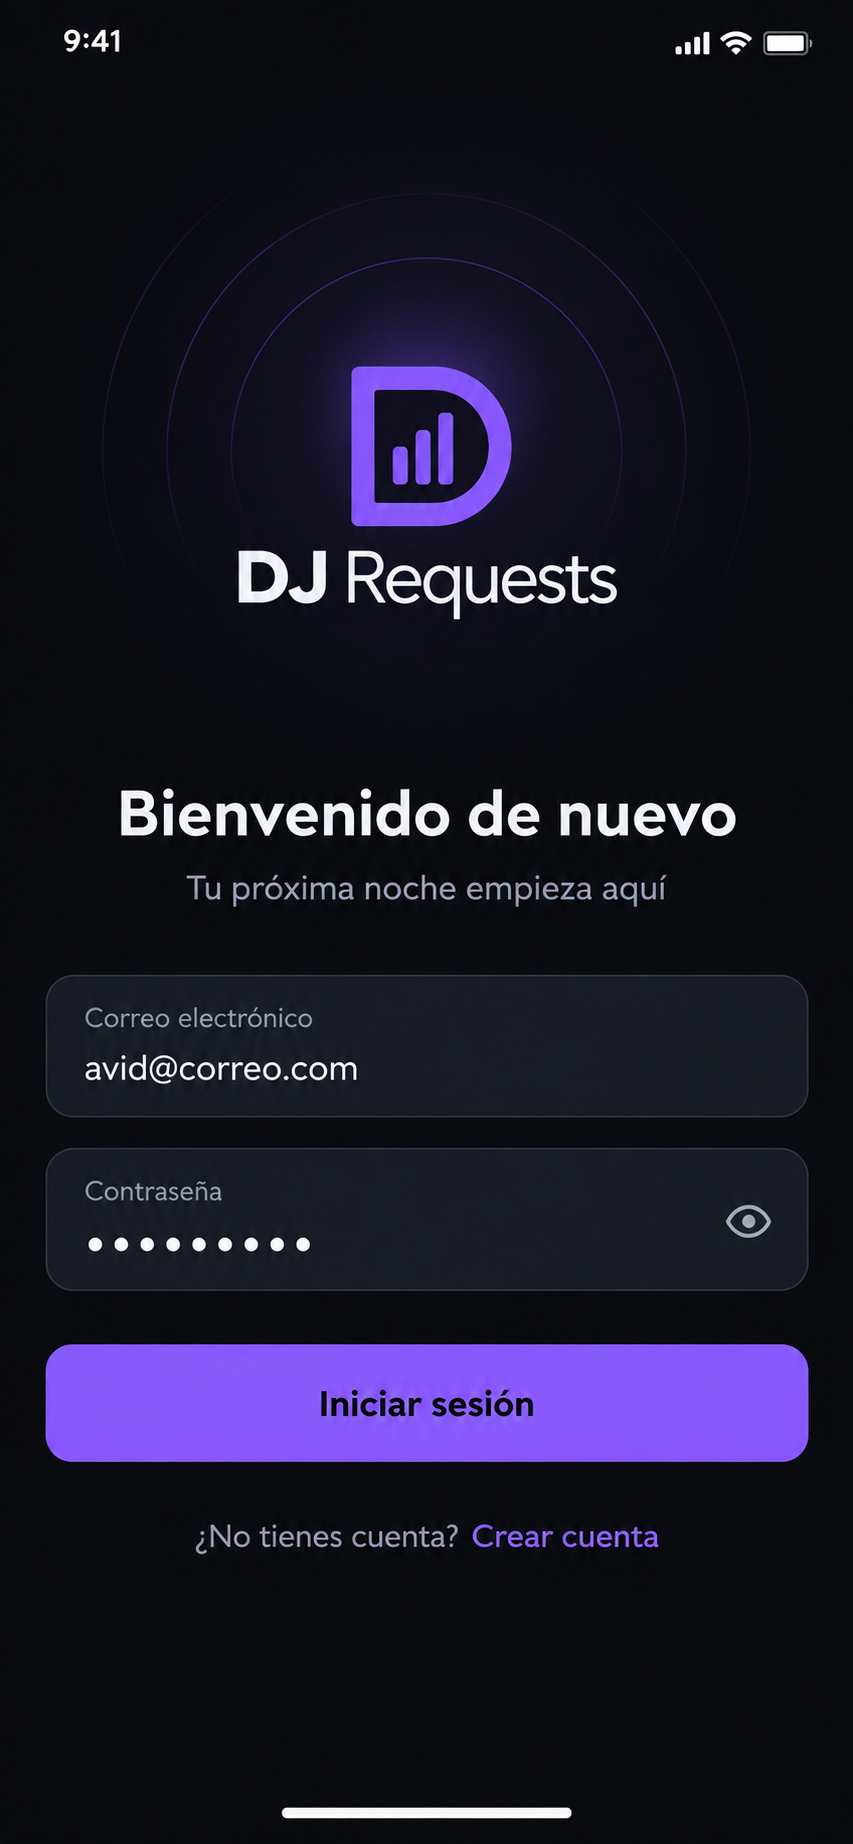 9:41
DJ Requests
Bienvenido de nuevo
Tu próxima noche empieza aquí
Correo electrónico
avid@correo.com
Contraseña
•••••••••
Iniciar sesión
¿No tienes cuenta? Crear cuenta